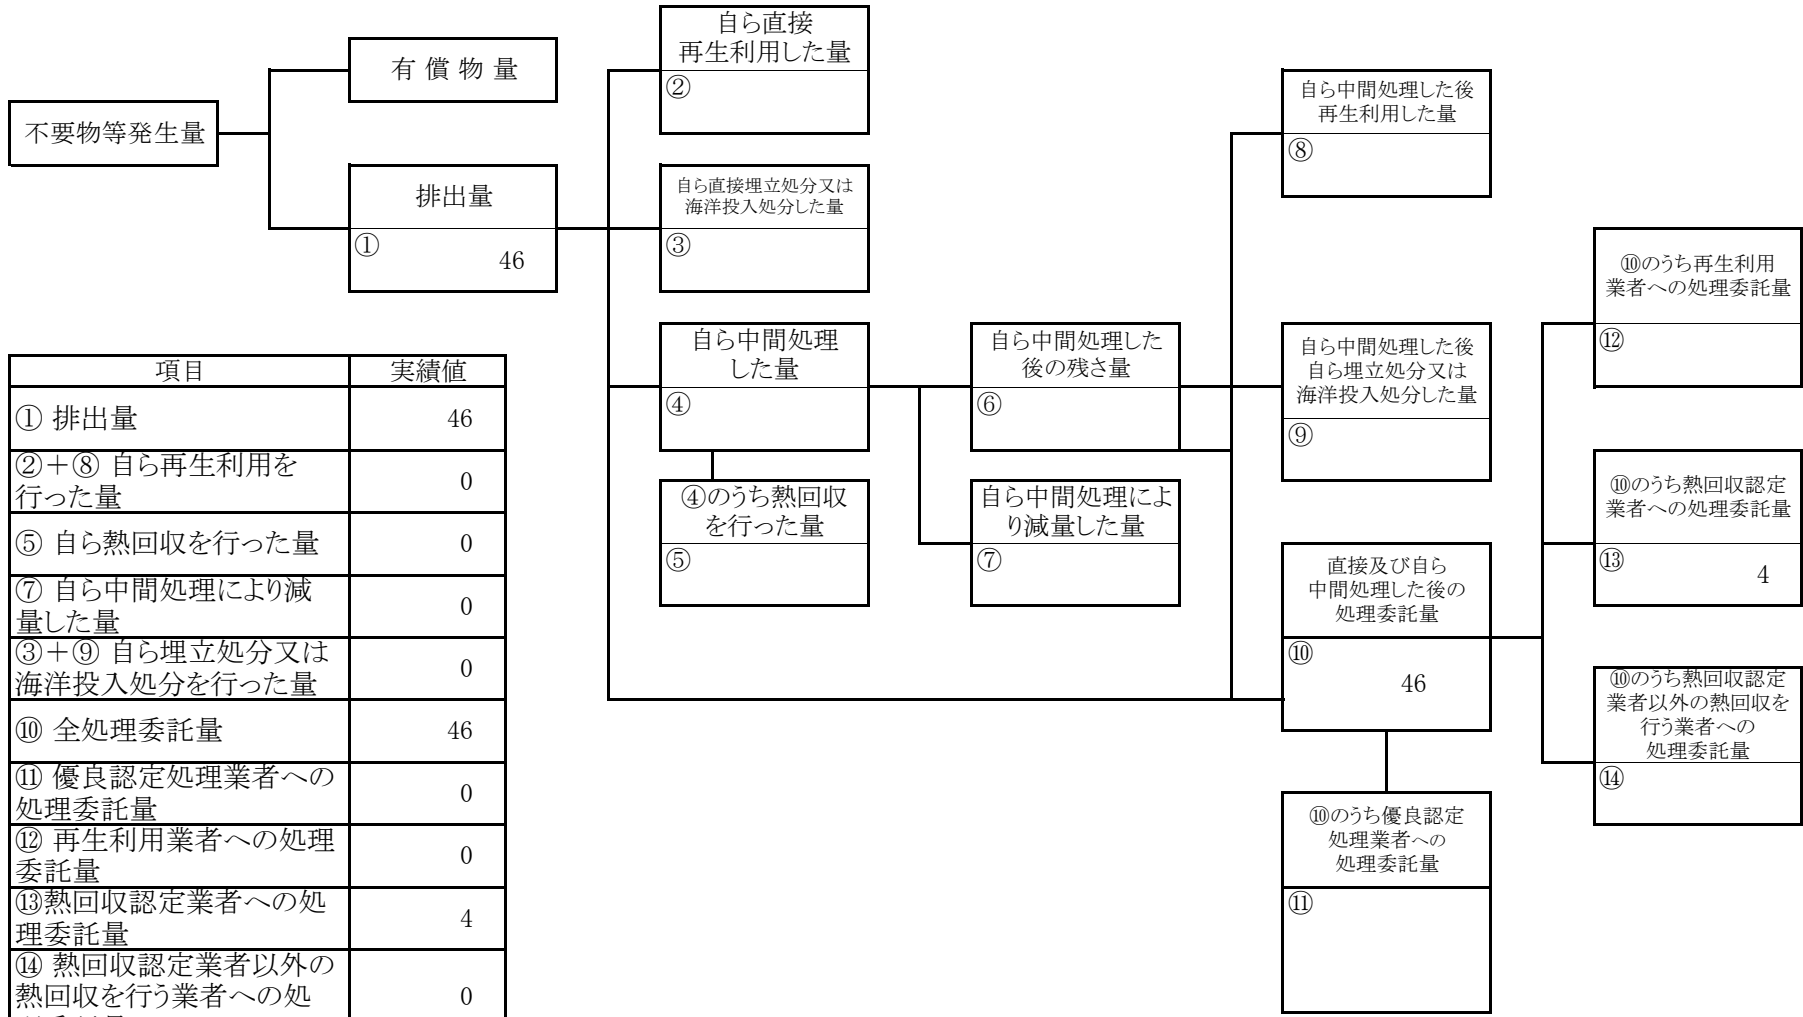 不要物等発生量
有 償 物 量
排出量
①
46
自ら直接
再生利用した量
②
自ら直接埋立処分又は
海洋投入処分した量
③
自ら中間処理
した量
④
④のうち熱回収
を行った量
⑤
自ら中間処理した
後の残さ量
⑥
自ら中間処理によ
り減量した量
⑦
自ら中間処理した後
再生利用した量
⑧
自ら中間処理した後
自ら埋立処分又は
海洋投入処分した量
⑨
直接及び自ら
中間処理した後の
処理委託量
⑩
46
⑩のうち優良認定
処理業者への
処理委託量
⑪
⑩のうち再生利用
業者への処理委託量
⑫
⑩のうち熱回収認定
業者への処理委託量
⑬
4
⑩のうち熱回収認定
業者以外の熱回収を
行う業者への
処理委託量
⑭
項目 実績値
① 排出量 46
②＋⑧ 自ら再生利用を
行った量 0
⑤ 自ら熱回収を行った量 0
⑦ 自ら中間処理により減
量した量 0
③＋⑨ 自ら埋立処分又は
海洋投入処分を行った量 0
⑩ 全処理委託量 46
⑪ 優良認定処理業者への
処理委託量 0
⑫ 再生利用業者への処理
委託量 0
⑬熱回収認定業者への処
理委託量 4
⑭ 熱回収認定業者以外の
熱回収を行う業者への処 0